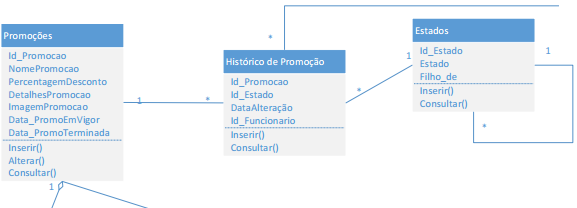 Promoções
Id_Promocao
NomePromocao
PercentagemDesconto
DetalhesPromocao
ImagemPromocao
Data_PromoEmVigor
Data_PromoTerminada
Inserir()
Alterar()
Consultar()
1
1
*
*
Histórico de Promoção
Id_Promocao
Id_Estado
DataAlteração
Id_Funcionario
Inserir()
Consultar()
*
1
Estados
Id_Estado
Estado
Filho_de
Inserir()
Consultar()
1
*